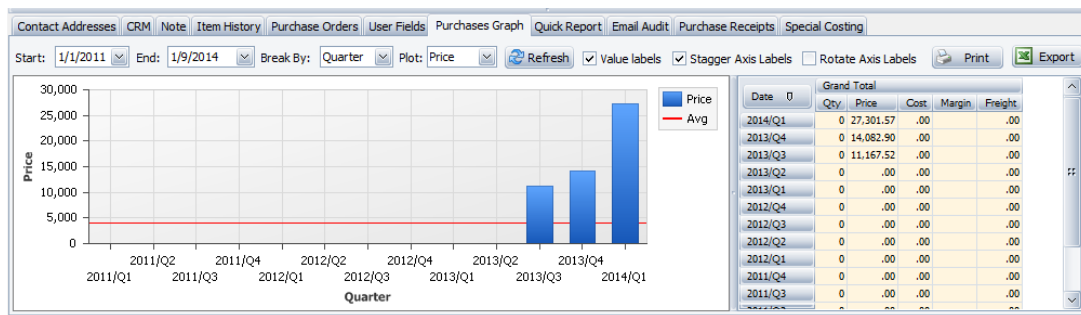 Contact Addresses CRM Note Item History Purchase Orders User Fields Purchases Graph Quick Report Email Audit Purchase Receipts Special Costing
Start: 1/1/2011 End: 1/9/2014 Break By: Quarter Plot: Price Refresh Value labels Stagger Axis Labels Rotate Axis Labels Print Export
30,000
25,000
20,000
15,000
10,000
5,000
0
Price
2011/Q2 2011/Q4 2012/Q2 2012/Q4 2013/Q2 2013/Q4
2011/Q1 2011/Q3 2012/Q1 2012/Q3 2013/Q1 2013/Q3 2014/Q1
Quarter
Price
Avg
Date Grand Total
Qty Price Cost Margin Freight
2014/Q1 0 27,301.57 .00 .00
2013/Q4 0 14,082.90 .00 .00
2013/Q3 0 11,167.52 .00 .00
2013/Q2 0 .00 .00 .00
2013/Q1 0 .00 .00 .00
2012/Q4 0 .00 .00 .00
2012/Q3 0 .00 .00 .00
2012/Q2 0 .00 .00 .00
2012/Q1 0 .00 .00 .00
2011/Q4 0 .00 .00 .00
2011/Q3 0 .00 .00 .00